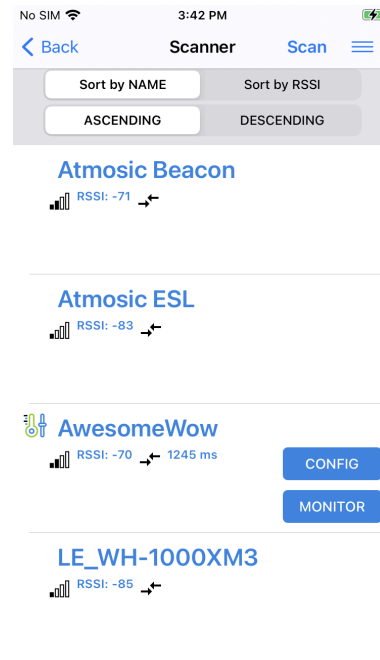 No SIM 3:42 PM
Back Scanner Scan
Sort by NAME Sort by RSSI
ASCENDING DESCENDING
Atmosic Beacon
RSSI: -71
Atmosic ESL
RSSI: -83
AwesomeWow
RSSI: -70 1245 ms
CONFIG
MONITOR
LE_WH-1000XM3
RSSI: -85